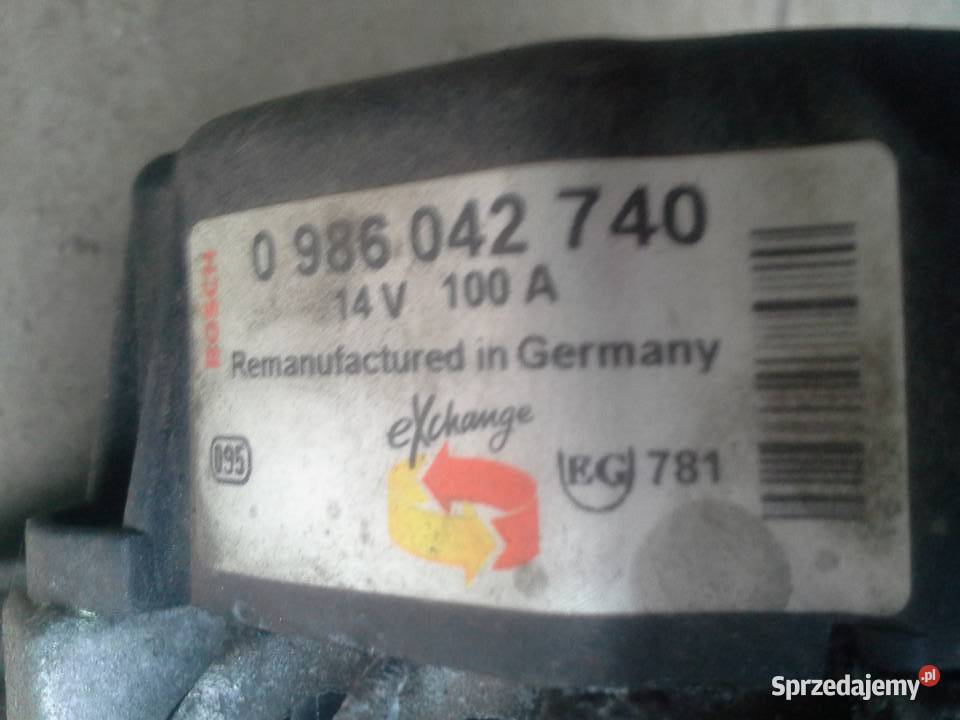 BOSCH
0 986 042 740
14 V 100 A
Remanufactured in Germany
eXchange
095
EG 781
Sprzedajemy.pl